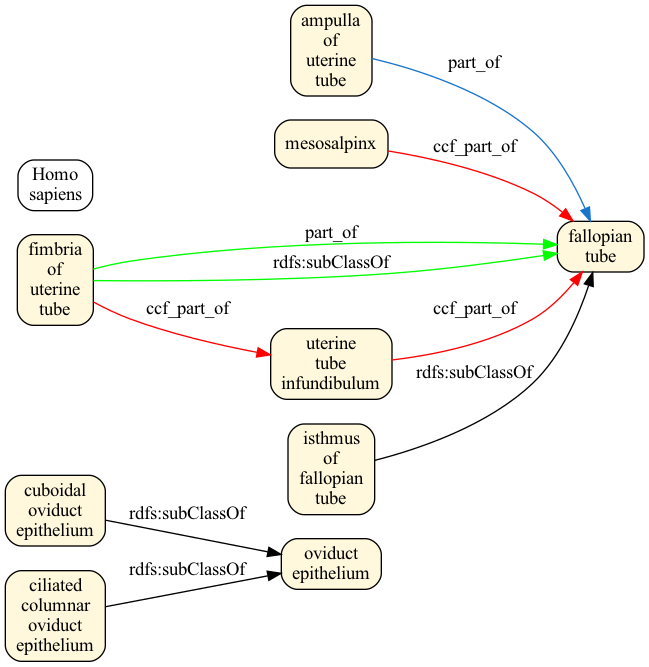 ampulla
of
uterine
tube
part_of
mesosalpinx
ccf_part_of
Homo
sapiens
fimbria
of
uterine
tube
part_of
rdfs:subClassOf
fallopian
tube
ccf_part_of
ccf_part_of
uterine
tube
infundibulum
rdfs:subClassOf
isthmus
of
fallopian
tube
cuboidal
oviduct
epithelium
rdfs:subClassOf
oviduct
epithelium
rdfs:subClassOf
ciliated
columnar
oviduct
epithelium